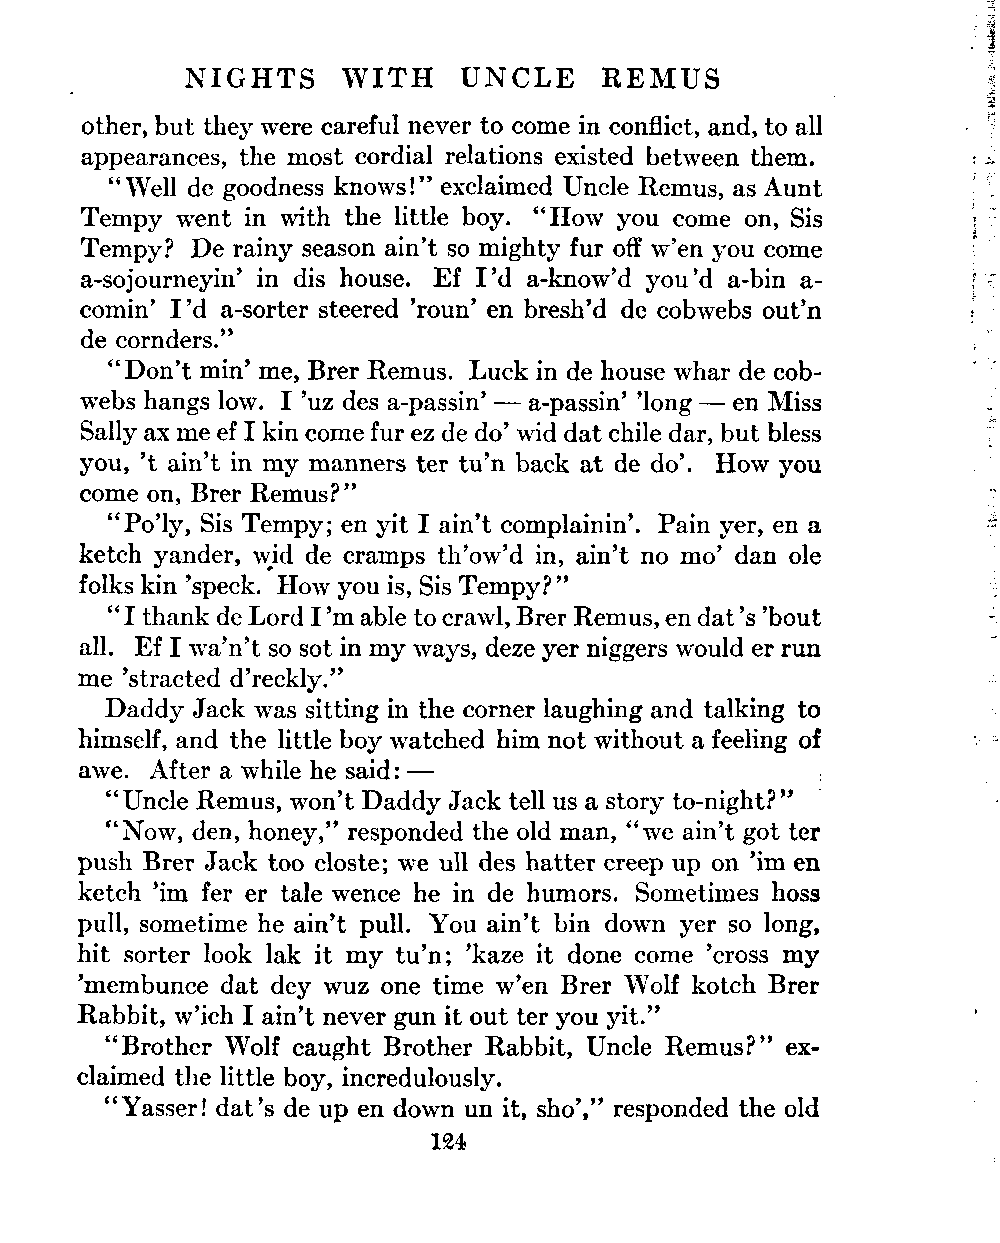 NIGHTS WITH UNCLE REMUS
other, but they were careful never to come in conflict, and, to all
appearances, the most cordial relations existed between them.
"Well de goodness knows!" exclaimed Uncle Remus, as Aunt
Tempy went in with the little boy. "How you come on, Sis
Tempy? De rainy season ain't so mighty fur off w'en you come
a-sojourneyin' in dis house. Ef I'd a-know'd you'd a-bin a-
comin' I'd a-sorter steered 'roun' en bresh'd de cobwebs out'n
de cornders."
"Don't min' me, Brer Remus. Luck in de house whar de cob-
webs hangs low. I 'uz des a-passin' — a-passin' 'long — en Miss
Sally ax me ef I kin come fur ez de do' wid dat chile dar, but bless
you, 't ain't in my manners ter tu'n back at de do'. How you
come on, Brer Remus?"
"Po'ly, Sis Tempy; en yit I ain't complainin'. Pain yer, en a
ketch yander, wid de cramps th'ow'd in, ain't no mo' dan ole
folks kin 'speck. How you is, Sis Tempy?"
"I thank de Lord I'm able to crawl, Brer Remus, en dat's 'bout
all. Ef I wa'n't so sot in my ways, deze yer niggers would er run
me 'stracted d'reckly."
Daddy Jack was sitting in the corner laughing and talking to
himself, and the little boy watched him not without a feeling of
awe. After a while he said: —
"Uncle Remus, won't Daddy Jack tell us a story to-night?"
"Now, den, honey," responded the old man, "we ain't got ter
push Brer Jack too closte; we ull des hatter creep up on 'im en
ketch 'im fer er tale wence he in de humors. Sometimes hoss
pull, sometime he ain't pull. You ain't bin down yer so long,
hit sorter look lak it my tu'n; 'kaze it done come 'cross my
'membunce dat dey wuz one time w'en Brer Wolf kotch Brer
Rabbit, w'ich I ain't never gun it out ter you yit."
"Brother Wolf caught Brother Rabbit, Uncle Remus?" ex-
claimed the little boy, incredulously.
"Yasser! dat's de up en down un it, sho'," responded the old
124